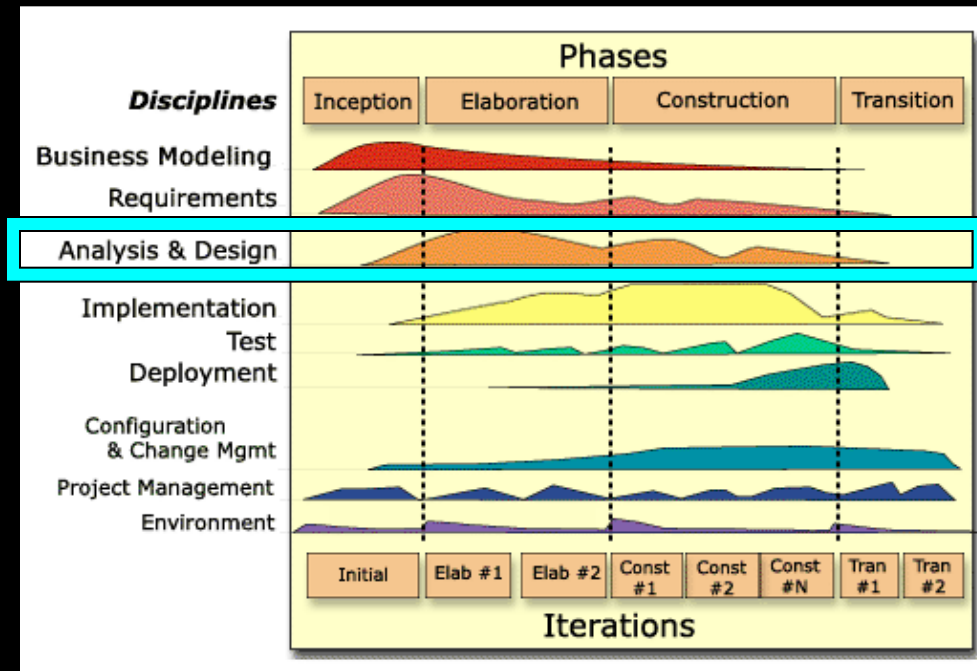 Phases
Disciplines
Inception
Elaboration
Construction
Transition
Business Modeling
Requirements
Analysis & Design
Implementation
Test
Deployment
Configuration
& Change Mgmt
Project Management
Environment
Initial
Elab #1
Elab #2
Const
#1
Const
#2
Const
#N
Tran
#1
Tran
#2
Iterations